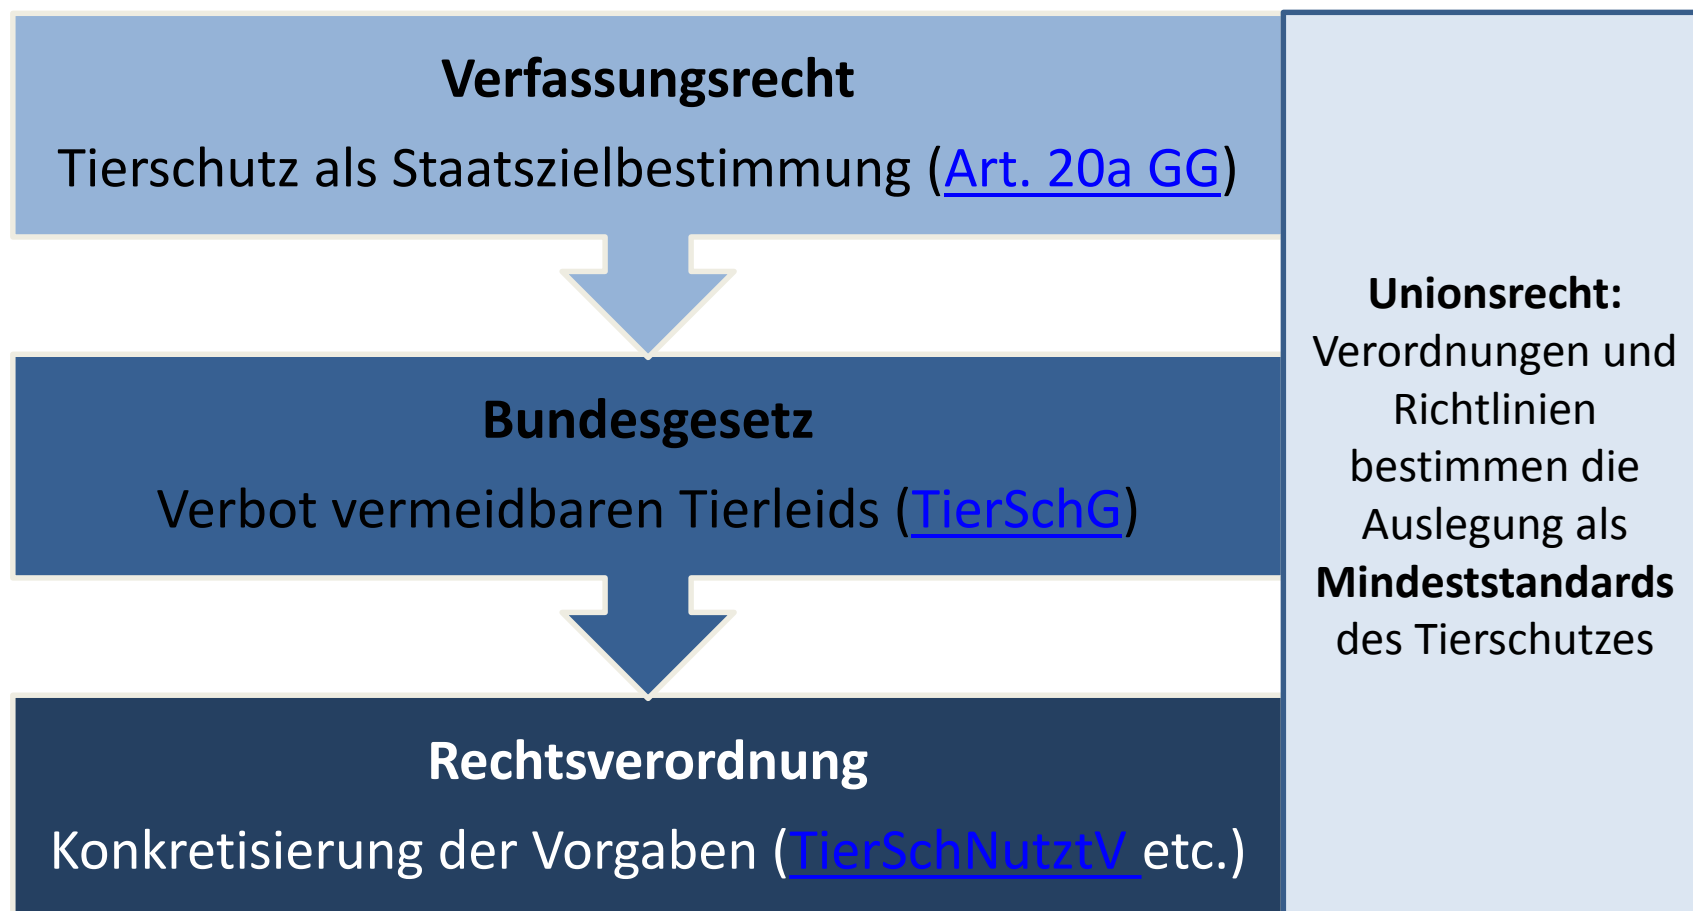 Verfassungsrecht
Tierschutz als Staatszielbestimmung (Art. 20a GG)
Bundesgesetz
Verbot vermeidbaren Tierleids (TierSchG)
Rechtsverordnung
Konkretisierung der Vorgaben (TierSchNutztV etc.)
Unionsrecht:
Verordnungen und
Richtlinien
bestimmen die
Auslegung als
Mindeststandards
des Tierschutzes